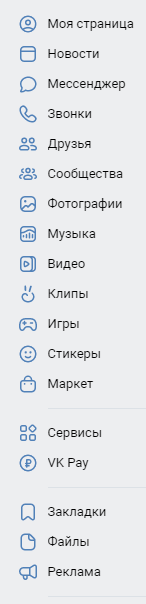 Моя страница
Новости
Мессенджер
Звонки
Друзья
Сообщества
Фотографии
Музыка
Видео
Клипы
Игры
Стикеры
Маркет
Сервисы
VK Pay
Закладки
Файлы
Реклама